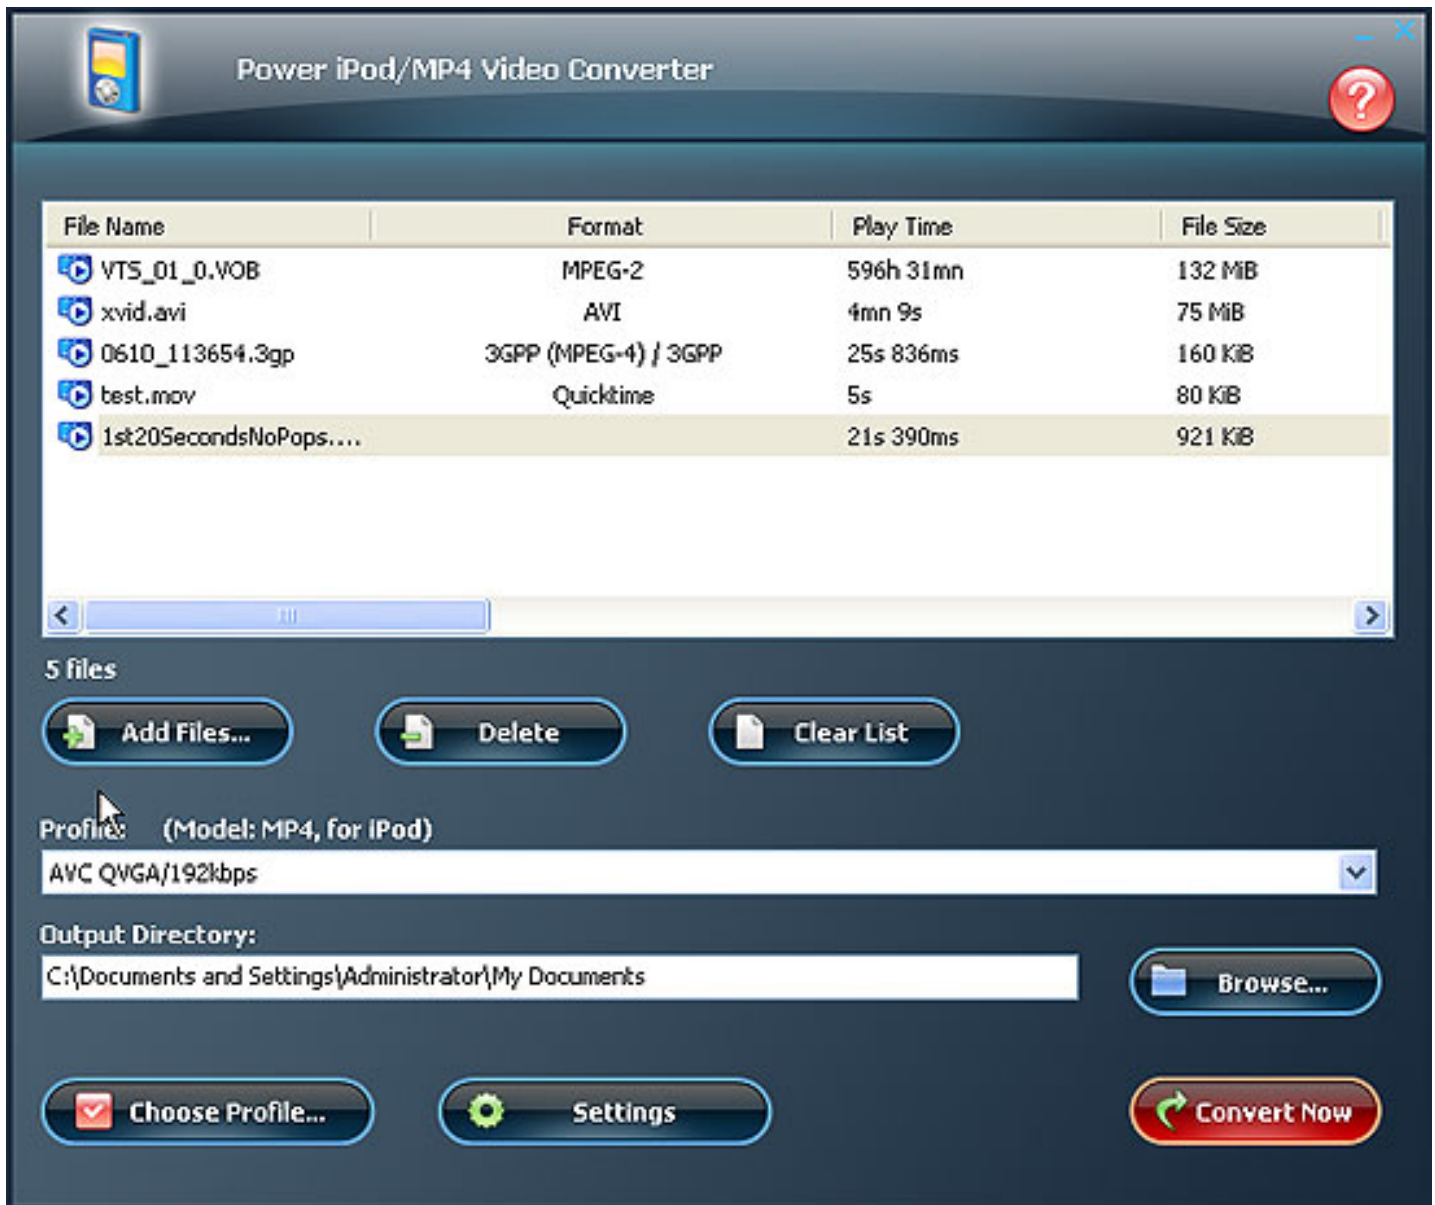 Power iPod/MP4 Video Converter
?
File Name Format Play Time File Size
VTS_01_0.VOB MPEG-2 596h 31mn 132 MiB
xvid.avi AVI 4mn 9s 75 MiB
0610_113654.3gp 3GPP (MPEG-4) / 3GPP 25s 836ms 160 KiB
test.mov Quicktime 5s 80 KiB
1st20SecondsNoPops.... 21s 390ms 921 KiB
5 files
Add Files... Delete Clear List
Profile: (Model: MP4, for iPod)
AVC QVGA/192kbps
Output Directory:
C:\Documents and Settings\Administrator\My Documents
Browse...
Choose Profile... Settings Convert Now